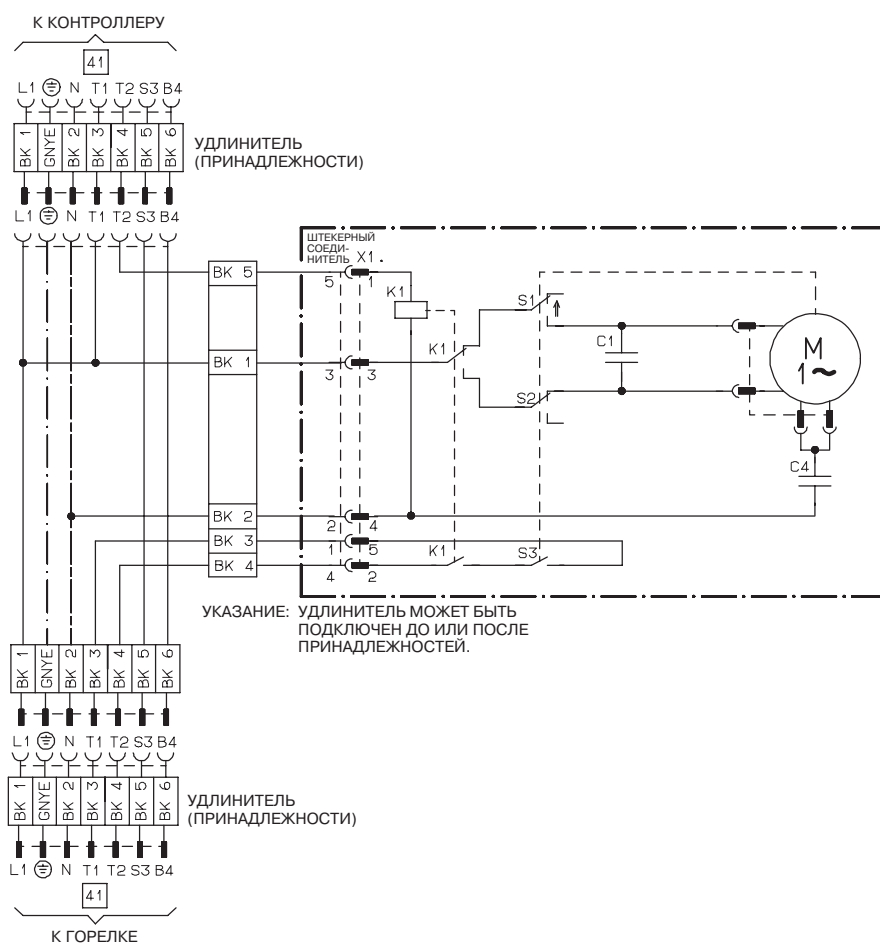 К КОНТРОЛЛЕРУ
41
L1 N T1 T2 S3 B4
BK 1 GNYE BK 2 BK 3 BK 4 BK 5 BK 6
УДЛИНИТЕЛЬ
(ПРИНАДЛЕЖНОСТИ)
L1 N T1 T2 S3 B4
ШТЕКЕРНЫЙ
СОЕДИ-
НИТЕЛЬ X1.
BK 5
5 1
K1
S1
C1
K1
BK 1
3 3
M
1~
S2
C4
BK 2
2 4
BK 3
1 5
K1 S3
BK 4
4 2
УКАЗАНИЕ: УДЛИНИТЕЛЬ МОЖЕТ БЫТЬ
ПОДКЛЮЧЕН ДО ИЛИ ПОСЛЕ
ПРИНАДЛЕЖНОСТЕЙ.
BK 1 GNYE BK 2 BK 3 BK 4 BK 5 BK 6
L1 N T1 T2 S3 B4
BK 1 GNYE BK 2 BK 3 BK 4 BK 5 BK 6
УДЛИНИТЕЛЬ
(ПРИНАДЛЕЖНОСТИ)
L1 N T1 T2 S3 B4
41
К ГОРЕЛКЕ